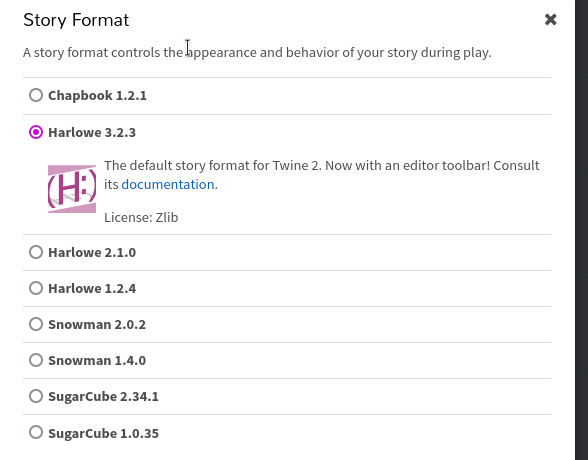 Story Format
A story format controls the appearance and behavior of your story during play.
Chapbook 1.2.1
Harlowe 3.2.3
The default story format for Twine 2. Now with an editor toolbar! Consult
its documentation.
(H:)
License: Zlib
Harlowe 2.1.0
Harlowe 1.2.4
Snowman 2.0.2
Snowman 1.4.0
SugarCube 2.34.1
SugarCube 1.0.35